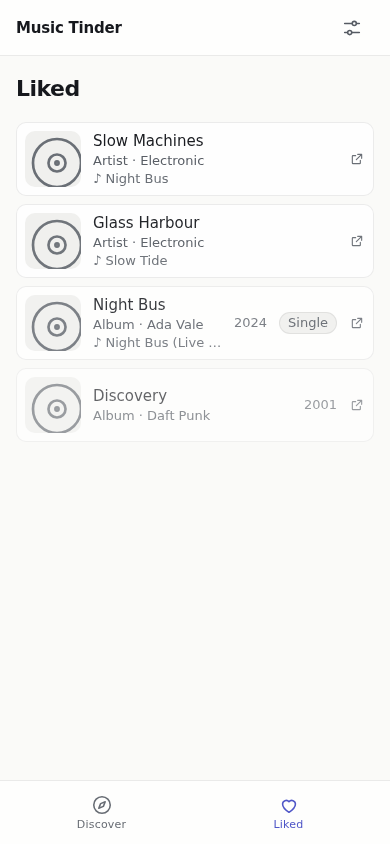 Music Tinder
Liked
Slow Machines
Artist · Electronic
♪ Night Bus
Glass Harbour
Artist · Electronic
♪ Slow Tide
Night Bus
Album · Ada Vale
♪ Night Bus (Live …
2024
Single
Discovery
Album · Daft Punk
2001
Discover
Liked